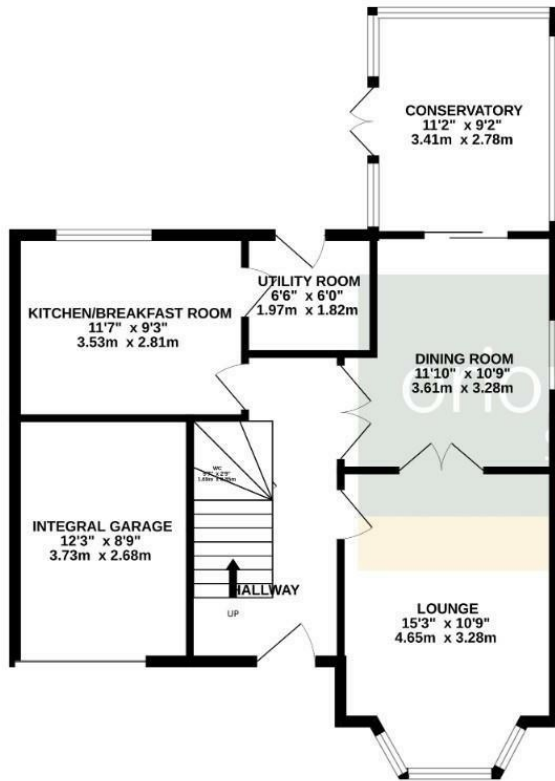 CONSERVATORY
11'2" x 9'2"
3.41m x 2.78m
UTILITY ROOM
6'6" x 6'0"
1.97m x 1.82m
KITCHEN/BREAKFAST ROOM
11'7" x 9'3"
3.53m x 2.81m
DINING ROOM
11'10" x 10'9"
3.61m x 3.28m
WC
INTEGRAL GARAGE
12'3" x 8'9"
3.73m x 2.68m
HALLWAY
UP
LOUNGE
15'3" x 10'9"
4.65m x 3.28m